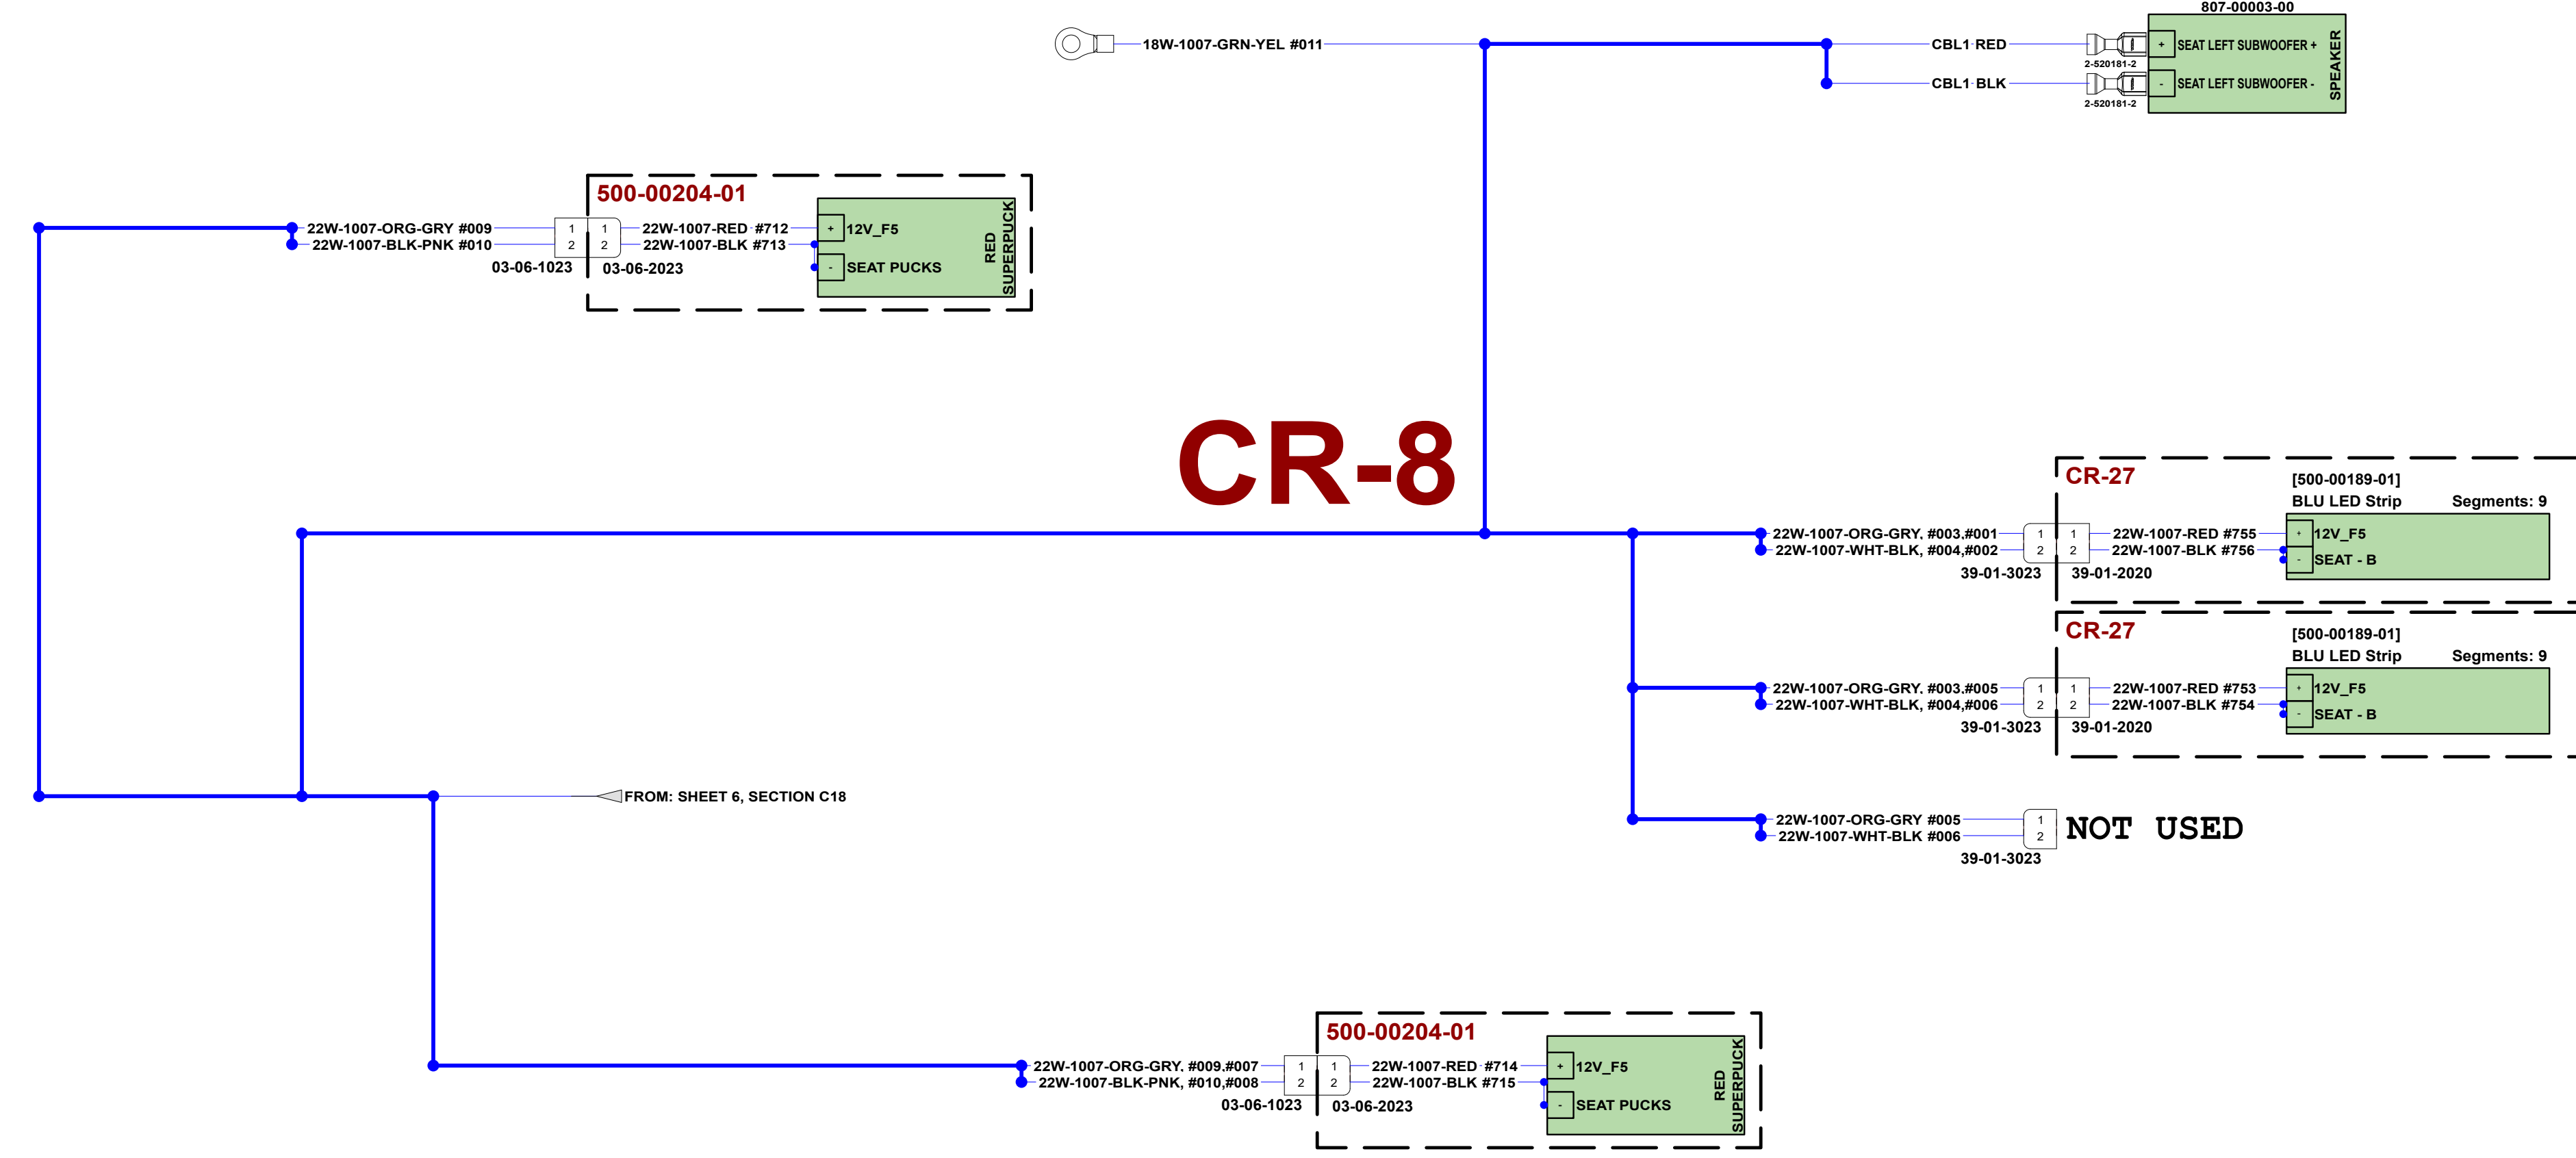 807-00003-00
18W-1007-GRN-YEL #011
CBL1 RED
+ SEAT LEFT SUBWOOFER +
2-520181-2
CBL1 BLK
- SEAT LEFT SUBWOOFER -
2-520181-2
SPEAKER
500-00204-01
22W-1007-ORG-GRY #009 1 1 22W-1007-RED #712 + 12V_F5
22W-1007-BLK-PNK #010 2 2 22W-1007-BLK #713
03-06-1023 03-06-2023 - SEAT PUCKS
RED
SUPERPUCK
CR-8
CR-27 [500-00189-01]
BLU LED Strip Segments: 9
22W-1007-ORG-GRY, #003,#001 1 1 22W-1007-RED #755 + 12V_F5
22W-1007-WHT-BLK, #004,#002 2 2 22W-1007-BLK #756
- SEAT - B
39-01-3023 39-01-2020
CR-27 [500-00189-01]
BLU LED Strip Segments: 9
22W-1007-ORG-GRY, #003,#005 1 1 22W-1007-RED #753 + 12V_F5
22W-1007-WHT-BLK, #004,#006 2 2 22W-1007-BLK #754
- SEAT - B
39-01-3023 39-01-2020
FROM: SHEET 6, SECTION C18
22W-1007-ORG-GRY #005 1
22W-1007-WHT-BLK #006 2
NOT USED
39-01-3023
500-00204-01
22W-1007-ORG-GRY, #009,#007 1 1 22W-1007-RED #714 + 12V_F5
22W-1007-BLK-PNK, #010,#008 2 2 22W-1007-BLK #715
03-06-1023 03-06-2023 - SEAT PUCKS
RED
SUPERPUCK